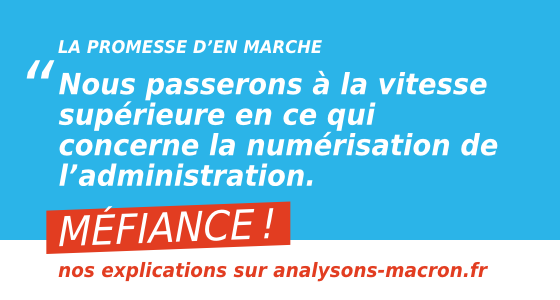 LA PROMESSE D’EN MARCHE
“ Nous passerons à la vitesse
supérieure en ce qui
concerne la numérisation de
l’administration.
MÉFIANCE !
nos explications sur analysons-macron.fr